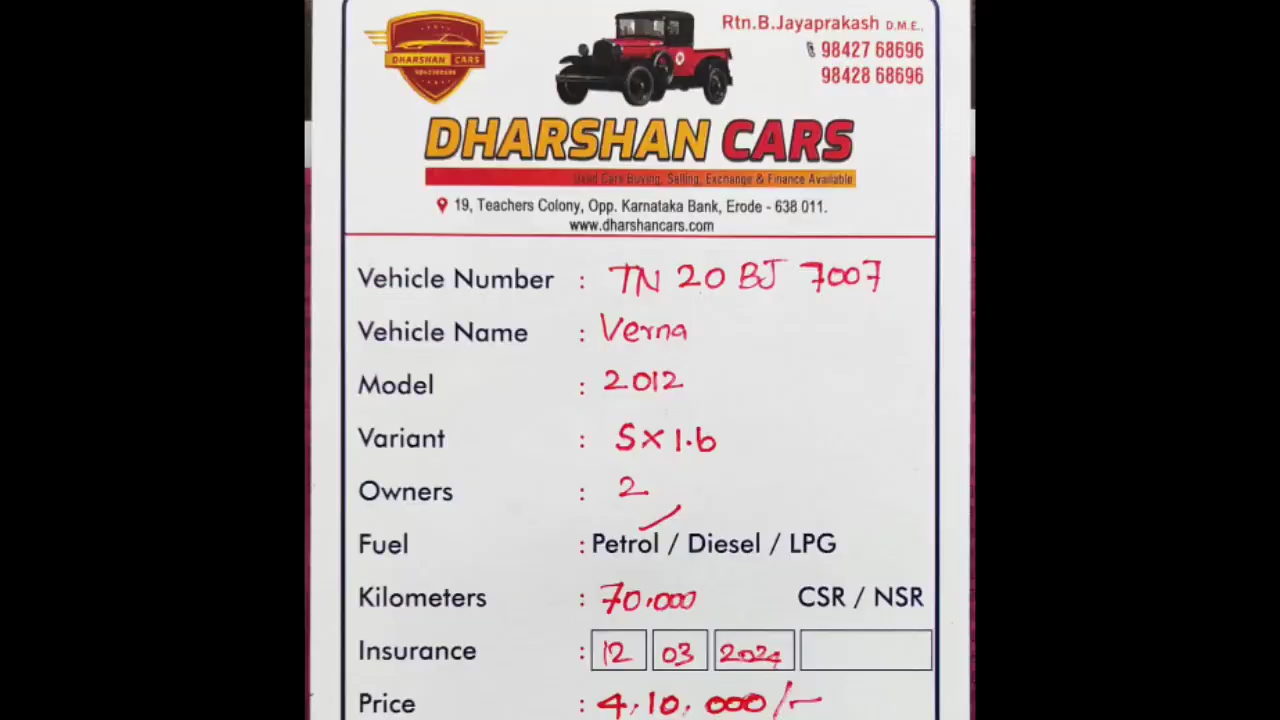 DHARSHAN CARS
Rtn.B.Jayaprakash D.M.E.,
98427 68696
98428 68696
DHARSHAN CARS
Used Cars Buying, Selling, Exchange & Finance Available
19, Teachers Colony, Opp. Karnataka Bank, Erode - 638 011.
www.dharshancars.com
Vehicle Number : TN 20 BJ 7007
Vehicle Name : Verna
Model : 2012
Variant : SX 1.6
Owners : 2
Fuel : Petrol / Diesel / LPG
Kilometers : 70,000 CSR / NSR
Insurance : 12 03 2024
Price : 4,10,000/-